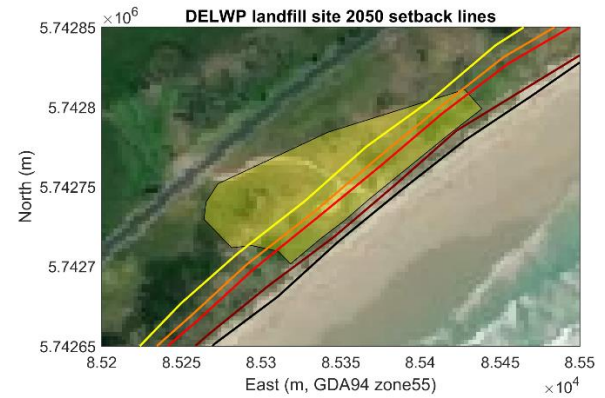 DELWP landfill site 2050 setback lines
×10⁶
5.74285
5.7428
5.74275
5.7427
5.74265
North (m)
8.52 8.525 8.53 8.535 8.54 8.545 8.55
East (m, GDA94 zone55)
×10⁴